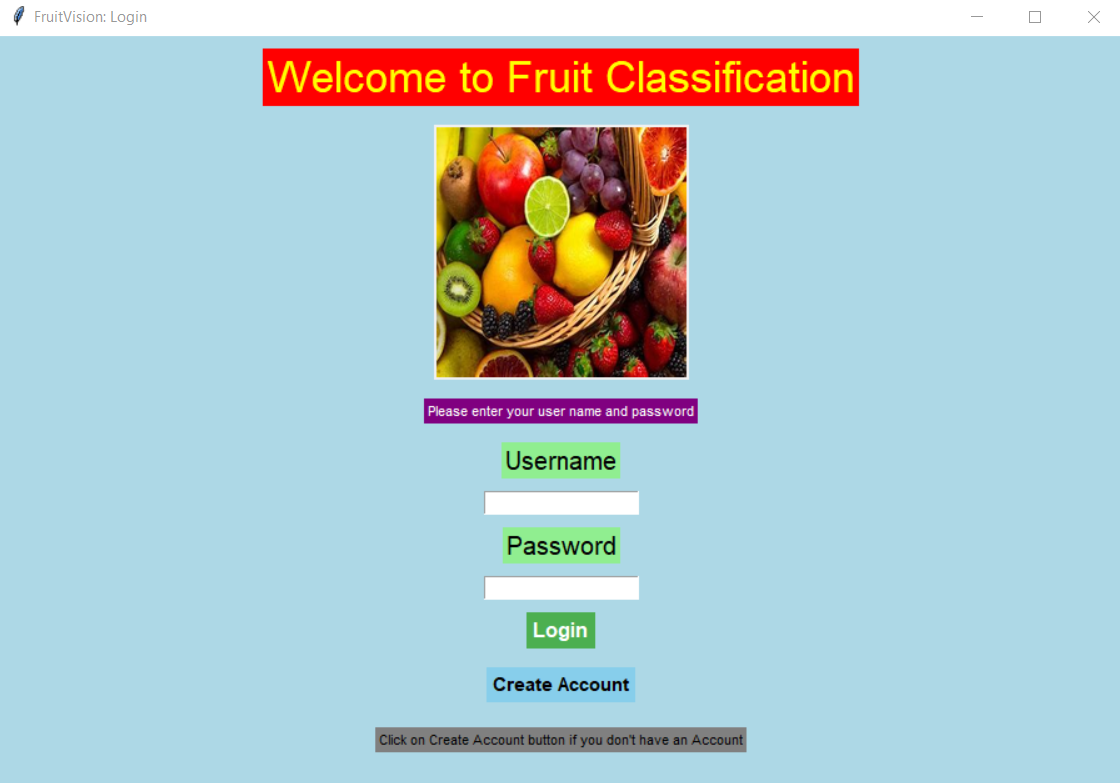 FruitVision: Login
Welcome to Fruit Classification
Please enter your user name and password
Username
Password
Login
Create Account
Click on Create Account button if you don't have an Account